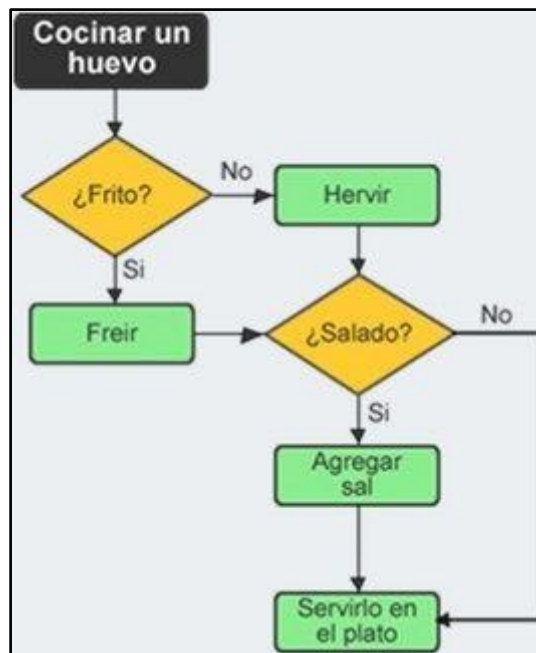 Cocinar un
huevo
¿Frito?
No
Hervir
Si
Freir
¿Salado?
No
Si
Agregar
sal
Servirlo en
el plato